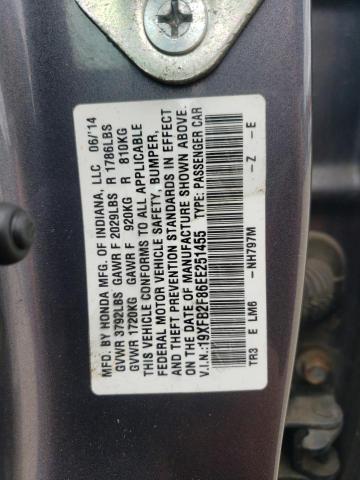 MFD. BY HONDA MFG. OF INDIANA, LLC 06/14
GVWR 3792LBS GAWR F 2029LBS R 1786LBS
GVWR 1720KG GAWR F 920KG R 810KG
THIS VEHICLE CONFORMS TO ALL APPLICABLE
FEDERAL MOTOR VEHICLE SAFETY, BUMPER,
AND THEFT PREVENTION STANDARDS IN EFFECT
ON THE DATE OF MANUFACTURE SHOWN ABOVE.
V.I.N.: 19XFB2F86EE251455 TYPE: PASSENGER CAR
TR3 E LM6 -NH797M -Z -E